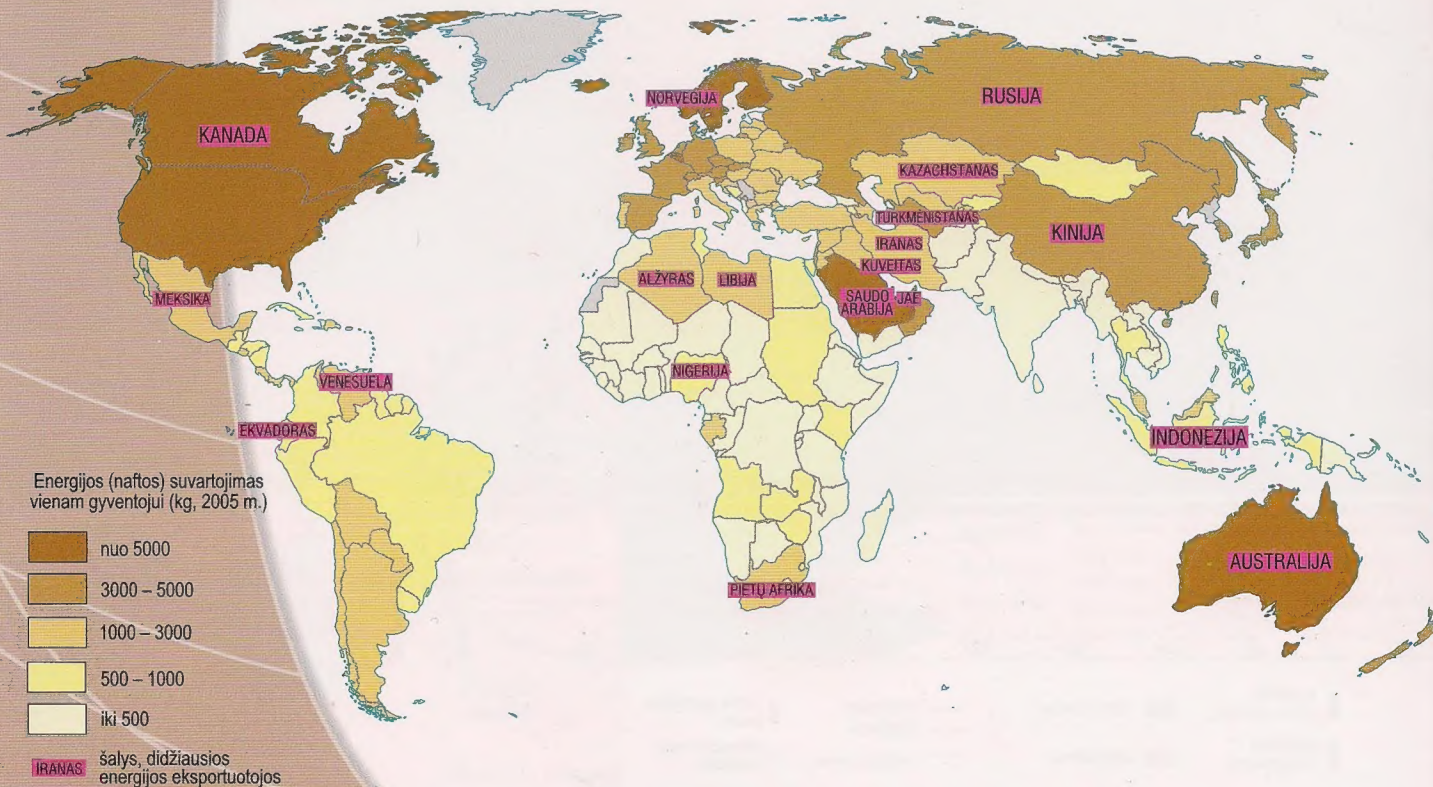 NORVEGIJA
RUSIJA
KANADA
KAZACHSTANAS
TURKMĖNISTANAS
KINIJA
IRANAS
KUVEITAS
ALŽYRAS
LIBIJA
MEKSIKA
SAUDO
ARABIJA
JAE
NIGERIJA
VENESUELA
EKVADORAS
INDONEZIJA
AUSTRALIJA
PIETŲ AFRIKA
Energijos (naftos) suvartojimas
vienam gyventojui (kg, 2005 m.)
nuo 5000
3000 – 5000
1000 – 3000
500 – 1000
iki 500
IRANAS
šalys, didžiausios
energijos eksportuotojos